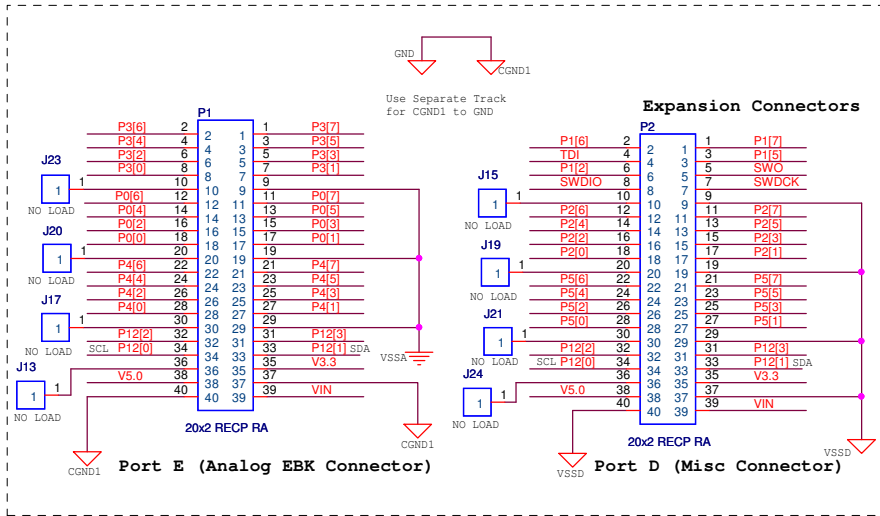 GND
CGND1
Use Separate Track
for CGND1 to GND
Expansion Connectors
P1
P3[6] 2 2 1 1 P3[7]
P3[4] 4 4 3 3 P3[5]
P3[2] 6 6 5 5 P3[3]
P3[0] 8 8 7 7 P3[1]
J23 1 1 10 10 9 9
NO LOAD
P0[6] 12 12 11 11 P0[7]
P0[4] 14 14 13 13 P0[5]
P0[2] 16 16 15 15 P0[3]
P0[0] 18 18 17 17 P0[1]
J20 1 1 20 20 19 19
NO LOAD
P4[6] 22 22 21 21 P4[7]
P4[4] 24 24 23 23 P4[5]
P4[2] 26 26 25 25 P4[3]
P4[0] 28 28 27 27 P4[1]
J17 1 1 30 30 29 29
NO LOAD
P12[2] 32 32 31 31 P12[3]
SCL P12[0] 34 34 33 33 P12[1] SDA
VSSA
J13 1 1 36 36 35 35 V3.3
NO LOAD
V5.0 38 38 37 37
40 40 39 39 VIN
20x2 RECP RA
CGND1
CGND1
Port E (Analog EBK Connector)
P2
P1[6] 2 2 1 1 P1[7]
TDI 4 4 3 3 P1[5]
P1[2] 6 6 5 5 SWO
SWDIO 8 8 7 7 SWDCK
J15 1 1 10 10 9 9
NO LOAD
P2[6] 12 12 11 11 P2[7]
P2[4] 14 14 13 13 P2[5]
P2[2] 16 16 15 15 P2[3]
P2[0] 18 18 17 17 P2[1]
J19 1 1 20 20 19 19
NO LOAD
P5[6] 22 22 21 21 P5[7]
P5[4] 24 24 23 23 P5[5]
P5[2] 26 26 25 25 P5[3]
P5[0] 28 28 27 27 P5[1]
J21 1 1 30 30 29 29
NO LOAD
P12[2] 32 32 31 31 P12[3]
SCL P12[0] 34 34 33 33 P12[1] SDA
J24 1 1 36 36 35 35 V3.3
NO LOAD
V5.0 38 38 37 37
40 40 39 39 VIN
20x2 RECP RA
VSSD
VSSD
Port D (Misc Connector)